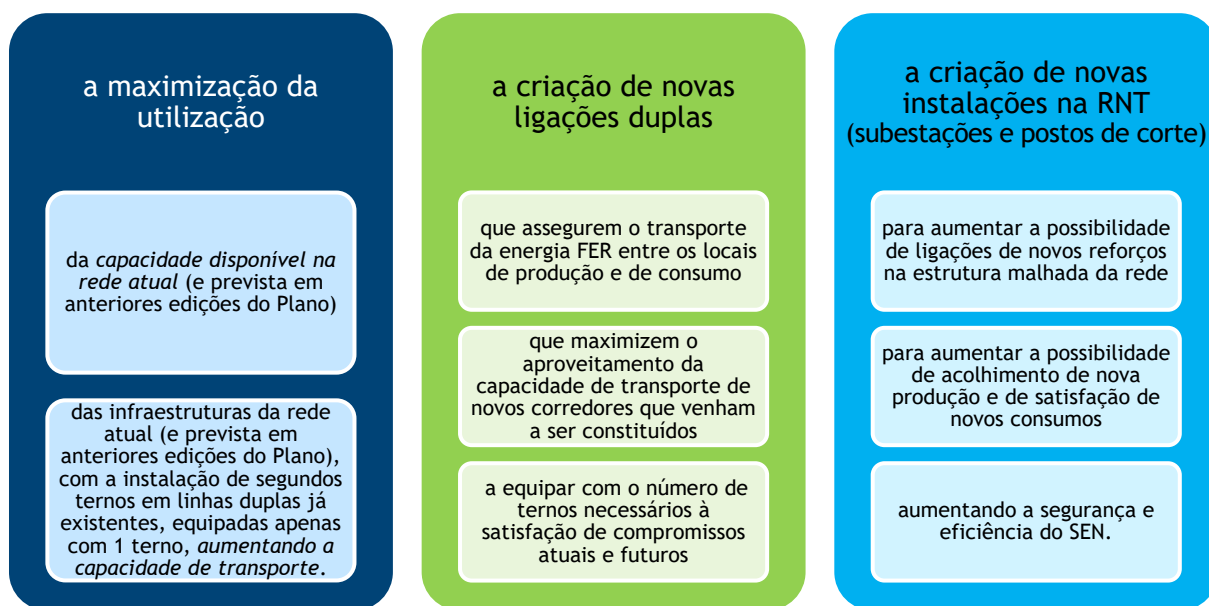 a maximização da
utilização
da capacidade disponível na
rede atual (e prevista em
anteriores edições do Plano)
das infraestruturas da rede
atual (e prevista em
anteriores edições do Plano),
com a instalação de segundos
ternos em linhas duplas já
existentes, equipadas apenas
com 1 terno, aumentando a
capacidade de transporte.
a criação de novas
ligações duplas
que assegurem o transporte
da energia FER entre os locais
de produção e de consumo
que maximizem o
aproveitamento da
capacidade de transporte de
novos corredores que venham
a ser constituídos
a equipar com o número de
ternos necessários à
satisfação de compromissos
atuais e futuros
a criação de novas
instalações na RNT
(subestações e postos de corte)
para aumentar a possibilidade
de ligações de novos reforços
na estrutura malhada da rede
para aumentar a possibilidade
de acolhimento de nova
produção e de satisfação de
novos consumos
aumentando a segurança e
eficiência do SEN.